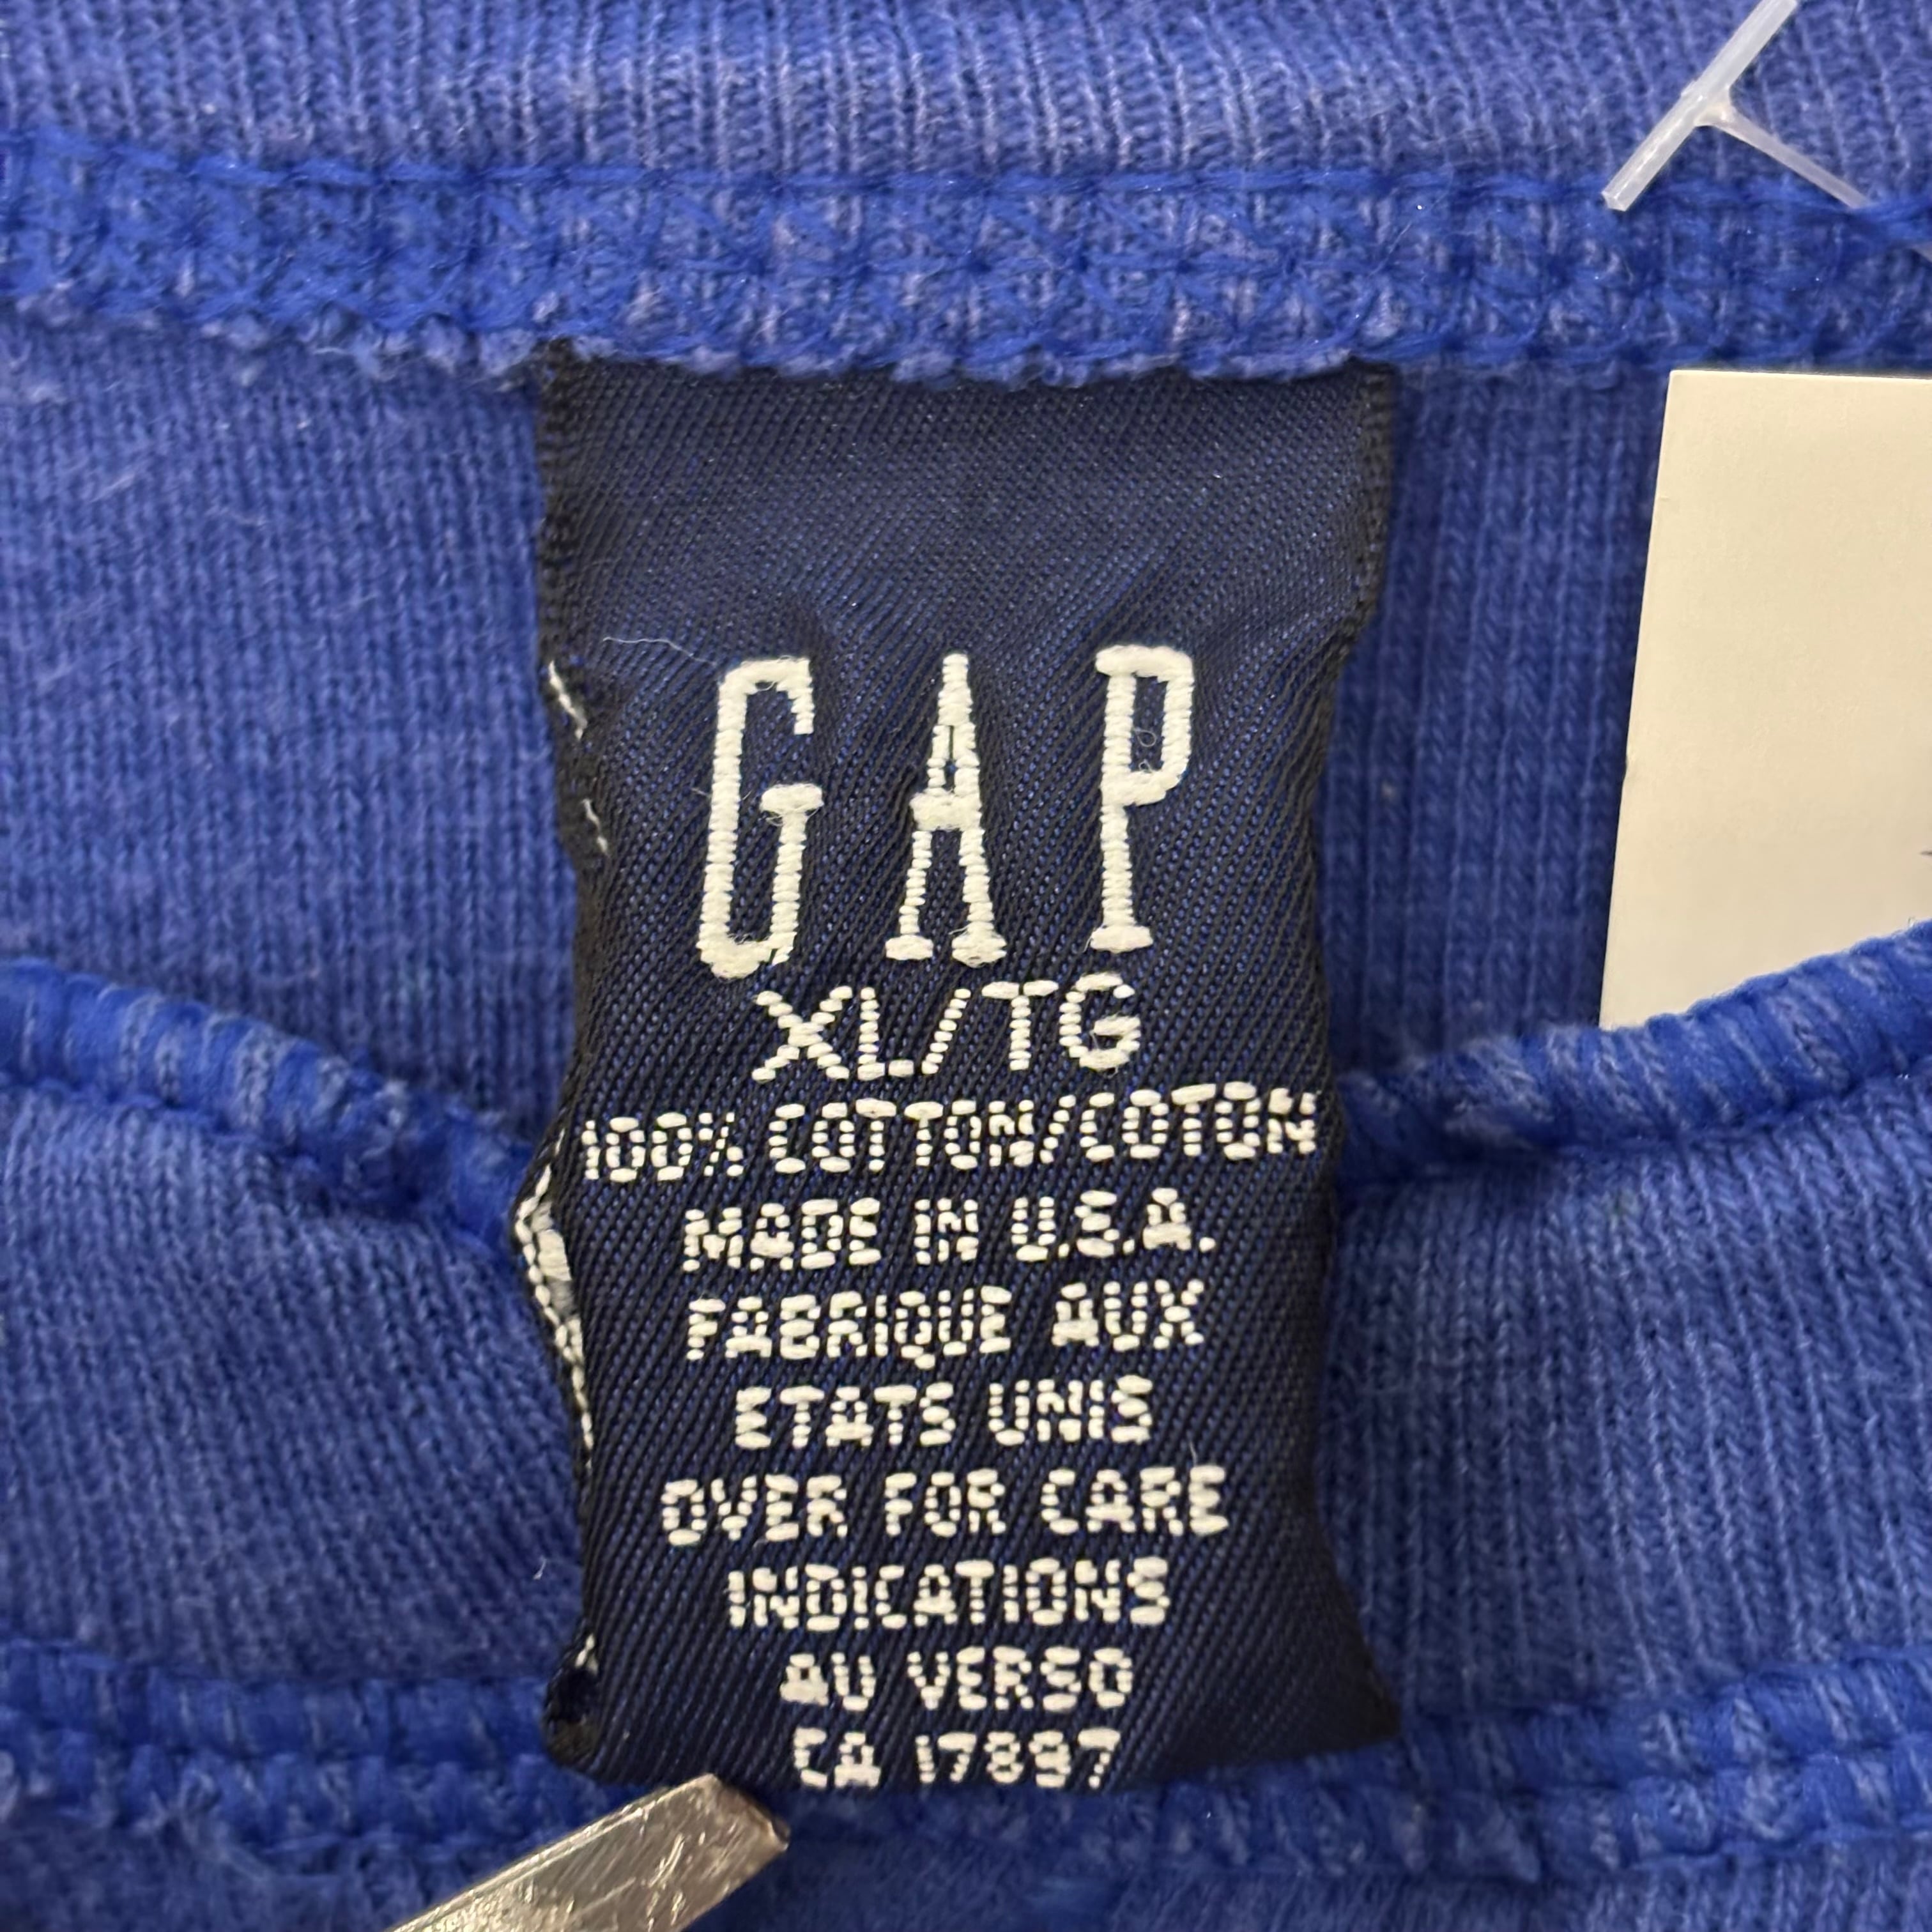 GAP
XL/TG
100% COTTON/COTON
MADE IN U.S.A.
FABRIQUE AUX
ETATS UNIS
OVER FOR CARE
INDICATIONS
AU VERSO
CA 17897